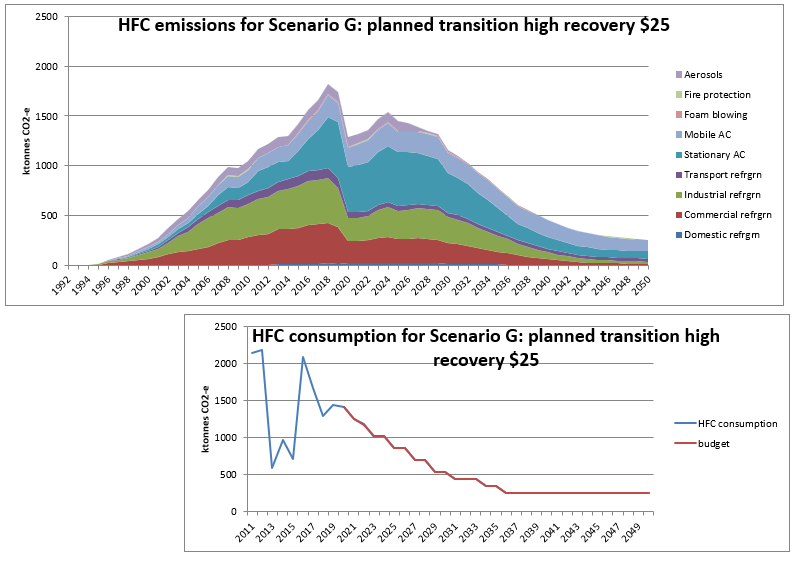 HFC emissions for Scenario G: planned transition high recovery $25
2500
2000
1500
1000
500
0
ktonnes CO2-e
1992 1994 1996 1998 2000 2002 2004 2006 2008 2010 2012 2014 2016 2018 2020 2022 2024 2026 2028 2030 2032 2034 2036 2038 2040 2042 2044 2046 2048 2050
Aerosols
Fire protection
Foam blowing
Mobile AC
Stationary AC
Transport refrgrn
Industrial refrgrn
Commercial refrgrn
Domestic refrgrn
HFC consumption for Scenario G: planned transition high
recovery $25
2500
2000
1500
1000
500
0
ktonnes CO2-e
2011 2013 2015 2017 2019 2021 2023 2025 2027 2029 2031 2033 2035 2037 2039 2041 2043 2045 2047 2049
HFC consumption
budget